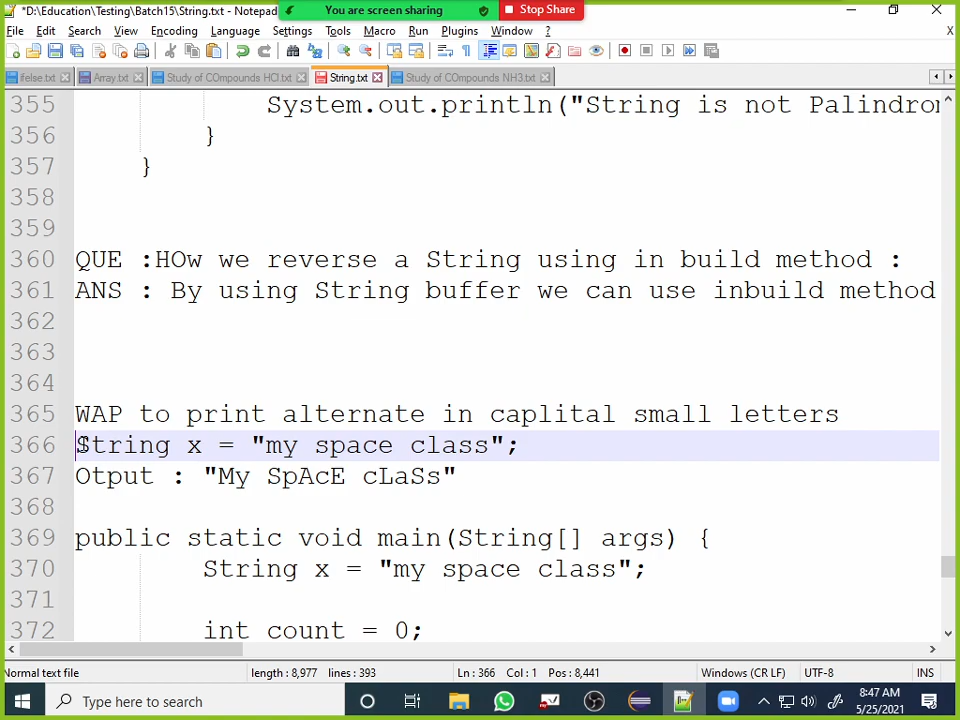 *D:\Education\Testing\Batch15\String.txt - Notepad
You are screen sharing
Stop Share
File Edit Search View Encoding Language Settings Tools Macro Run Plugins Window ? X
ifelse.txt Array.txt Study of COmpounds HCl.txt String.txt Study of COmpounds NH3.txt
355 System.out.println("String is not Palindrom
356 }
357 }
358
359
360 QUE :HOw we reverse a String using in build method :
361 ANS : By using String buffer we can use inbuild method
362
363
364
365 WAP to print alternate in caplital small letters
366 String x = "my space class";
367 Otput : "My SpAcE cLaSs"
368
369 public static void main(String[] args) {
370 String x = "my space class";
371
372 int count = 0;
Normal text file length : 8,977 lines : 393 Ln : 366 Col : 1 Pos : 8,441 Windows (CR LF) UTF-8 INS
Type here to search
8:47 AM
5/25/2021